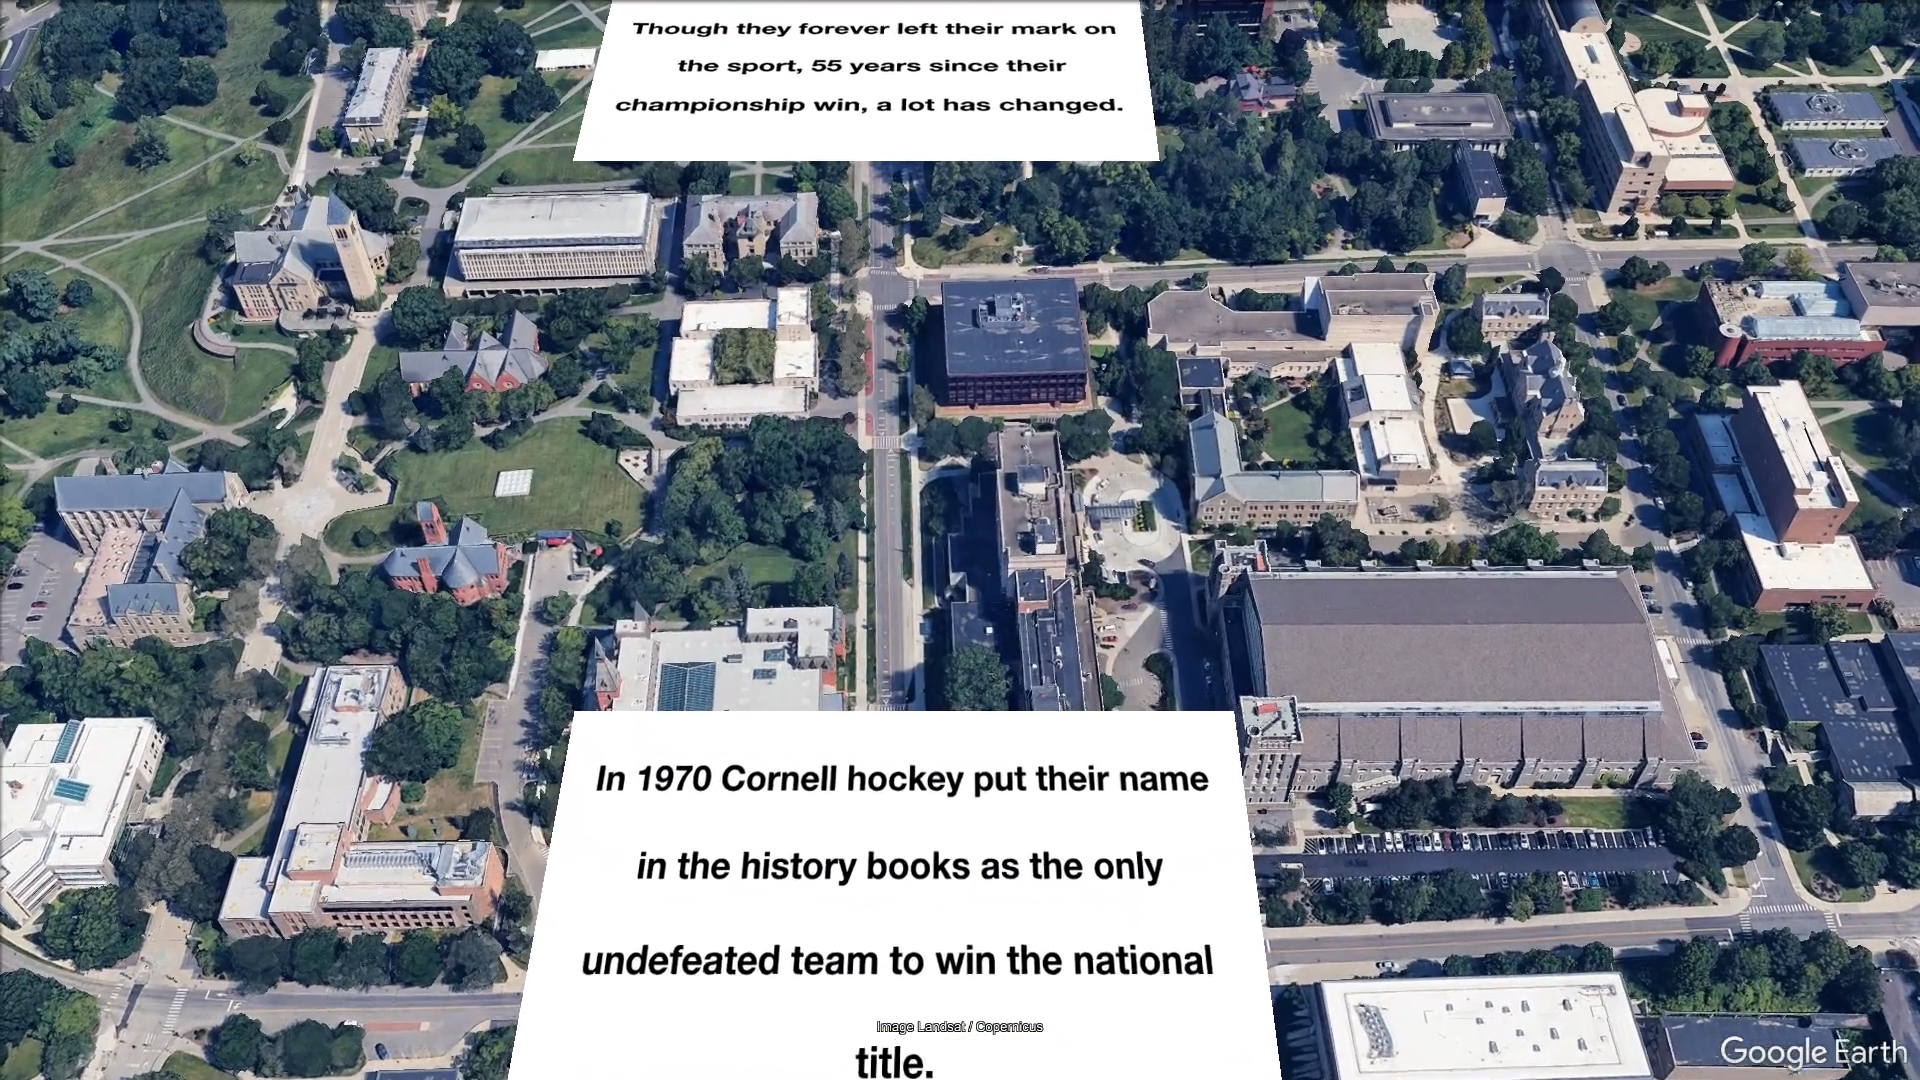 Though they forever left their mark on
the sport, 55 years since their
championship win, a lot has changed.
In 1970 Cornell hockey put their name
in the history books as the only
undefeated team to win the national
title.
Image Landsat / Copernicus
Google Earth